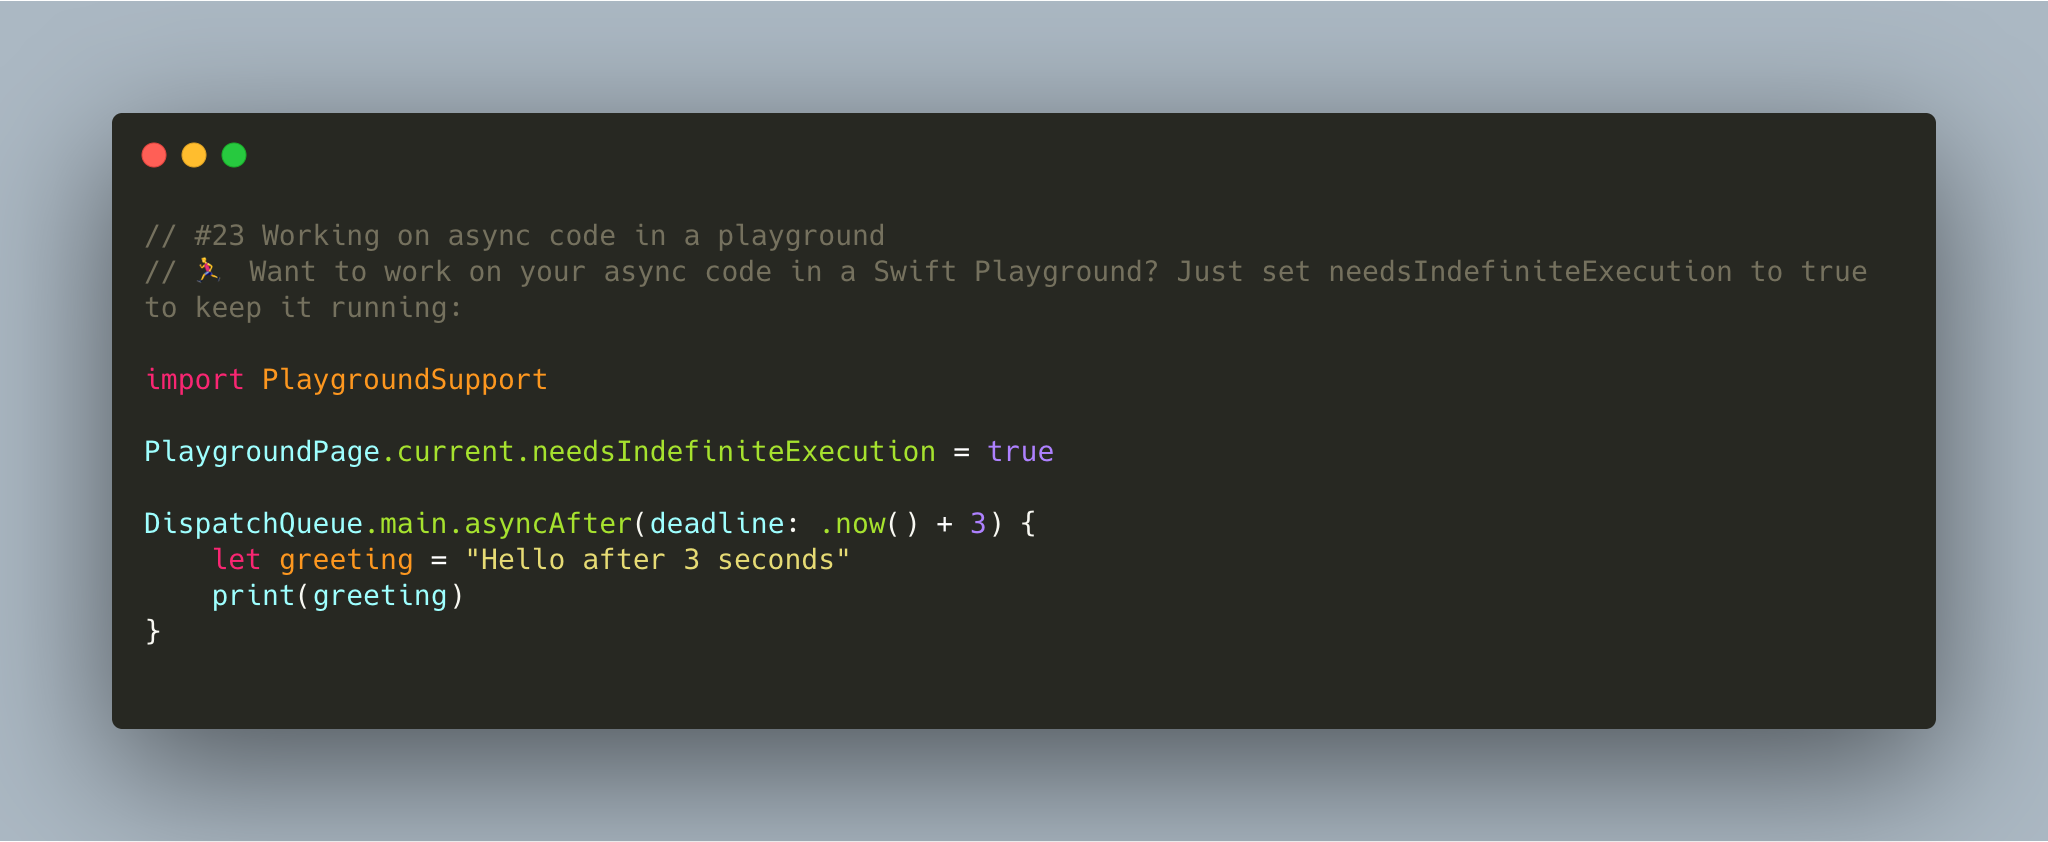 // #23 Working on async code in a playground
// 🏃 Want to work on your async code in a Swift Playground? Just set needsIndefiniteExecution to true
to keep it running:
import PlaygroundSupport
PlaygroundPage.current.needsIndefiniteExecution = true
DispatchQueue.main.asyncAfter(deadline: .now() + 3) {
    let greeting = "Hello after 3 seconds"
    print(greeting)
}